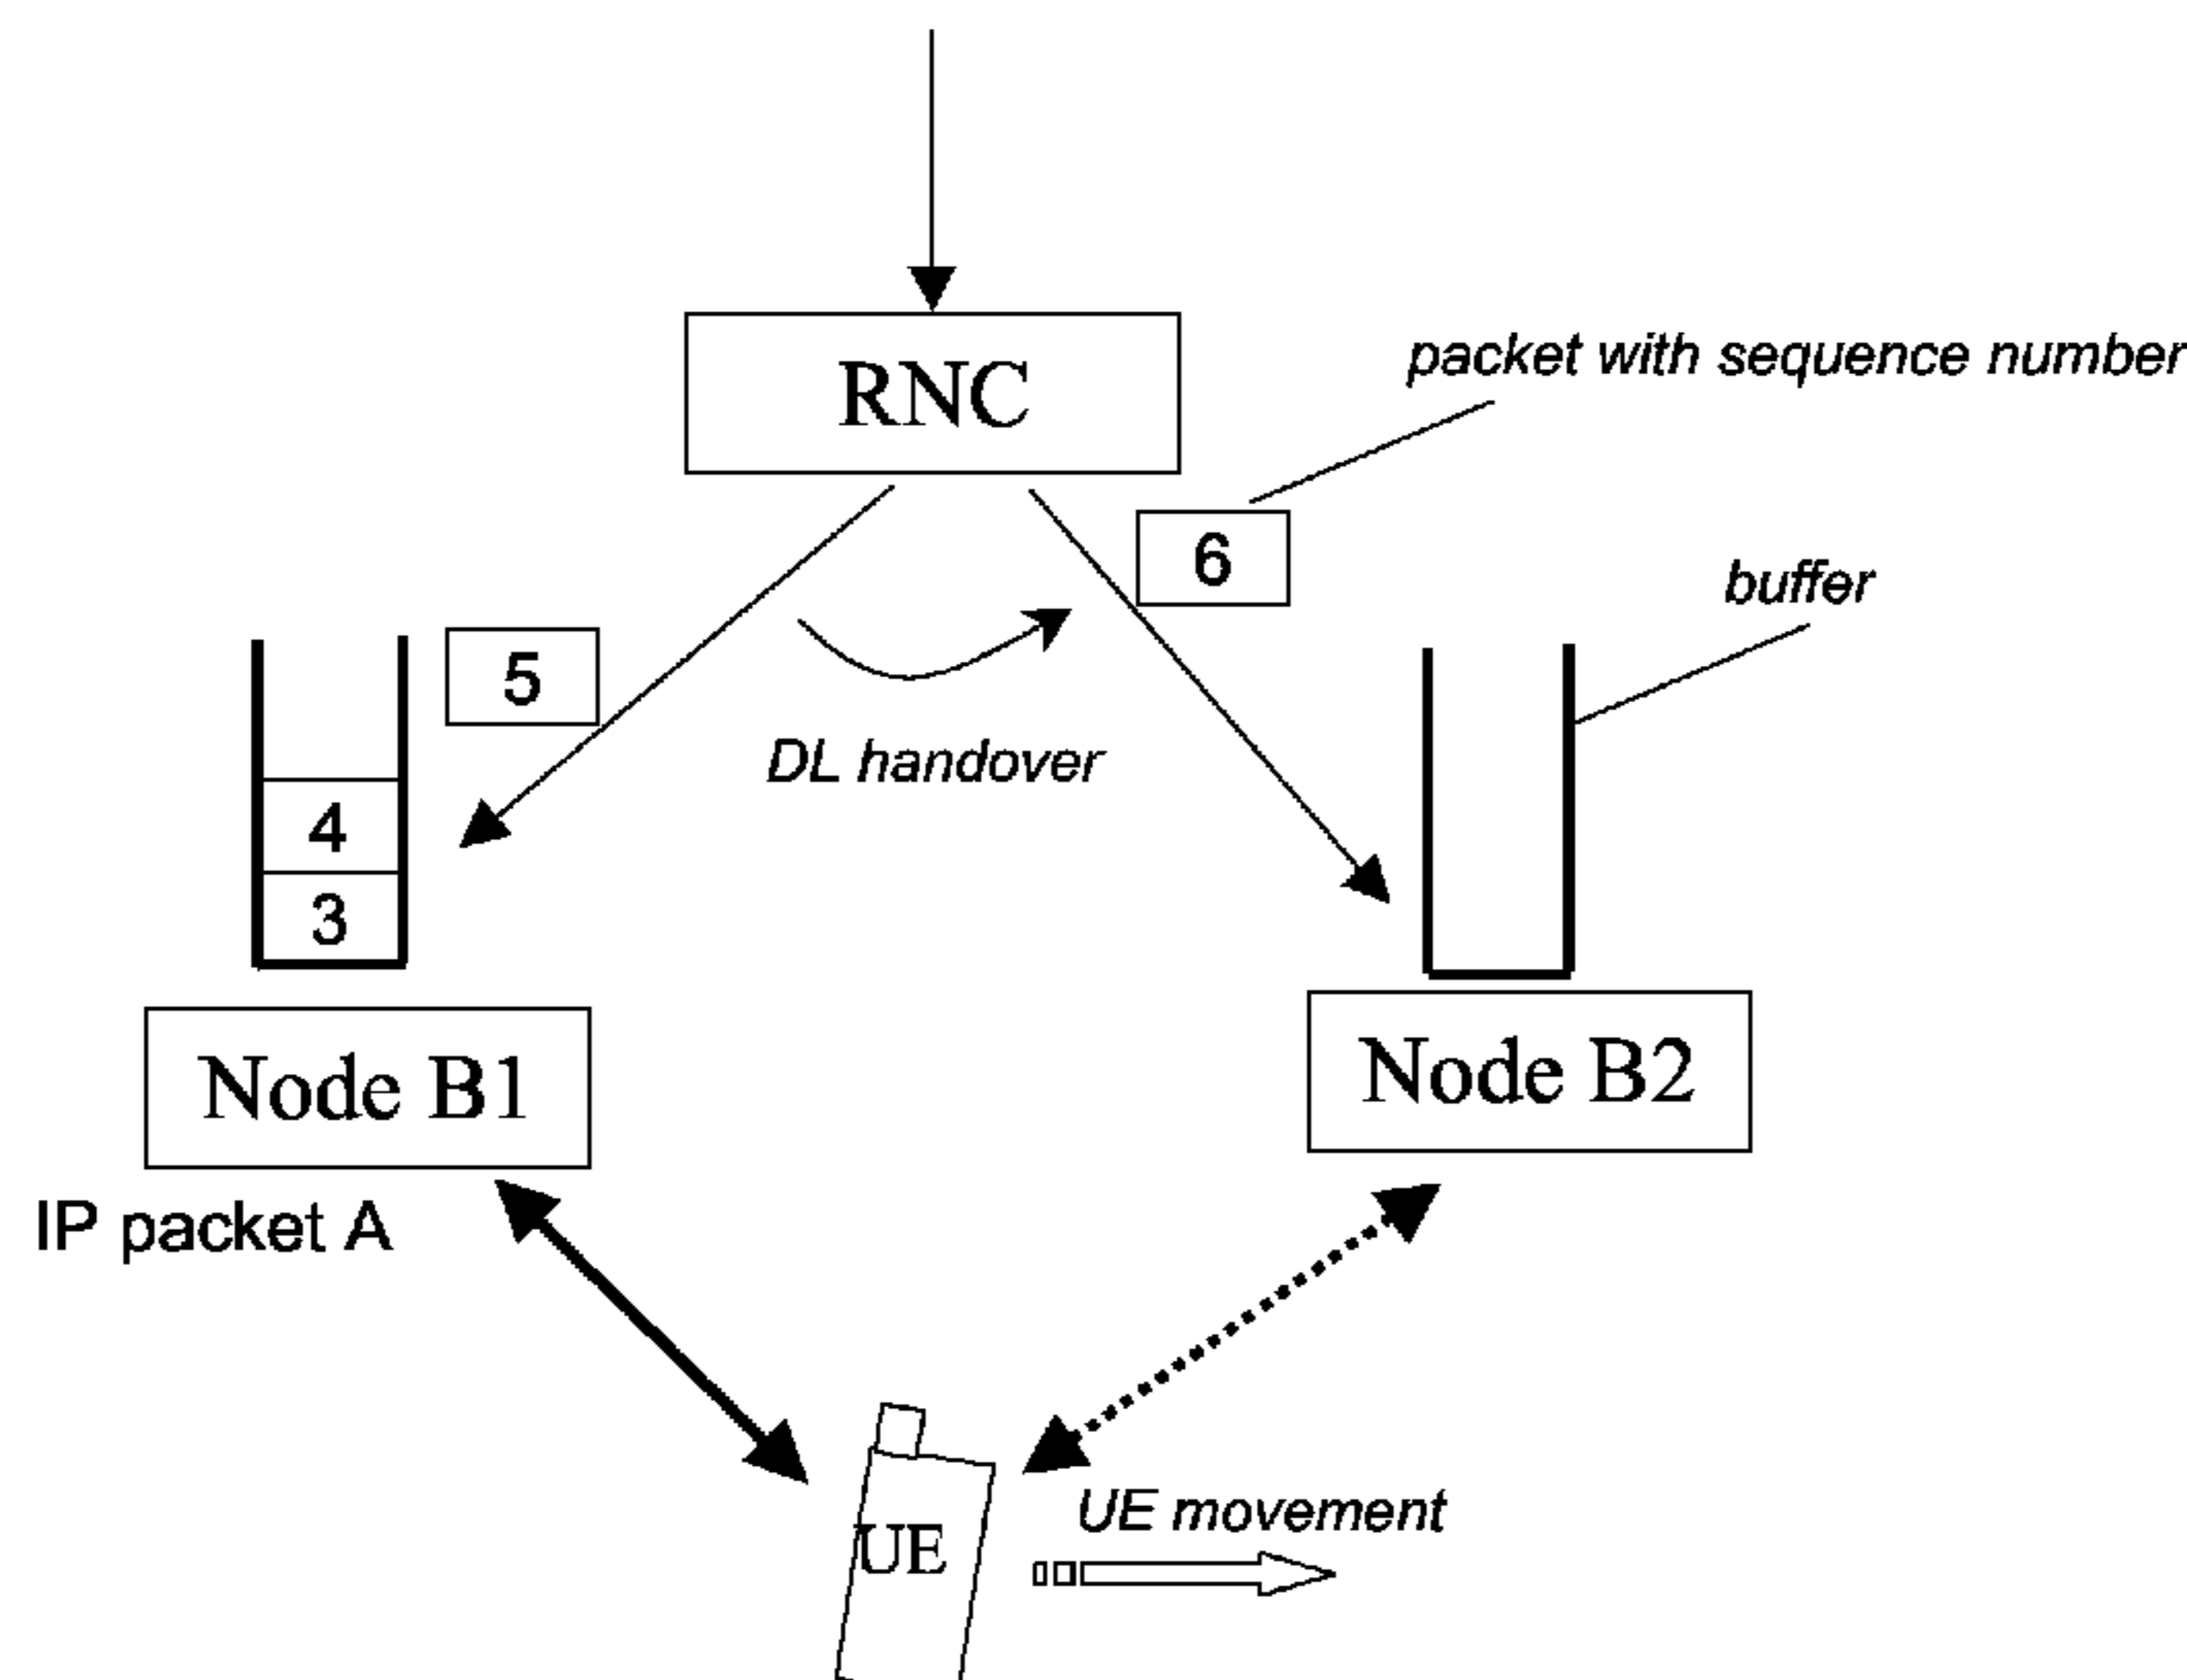 RNC
packet with sequence number
6
buffer
5
DL handover
4
3
Node B1
Node B2
IP packet A
UE movement
UE